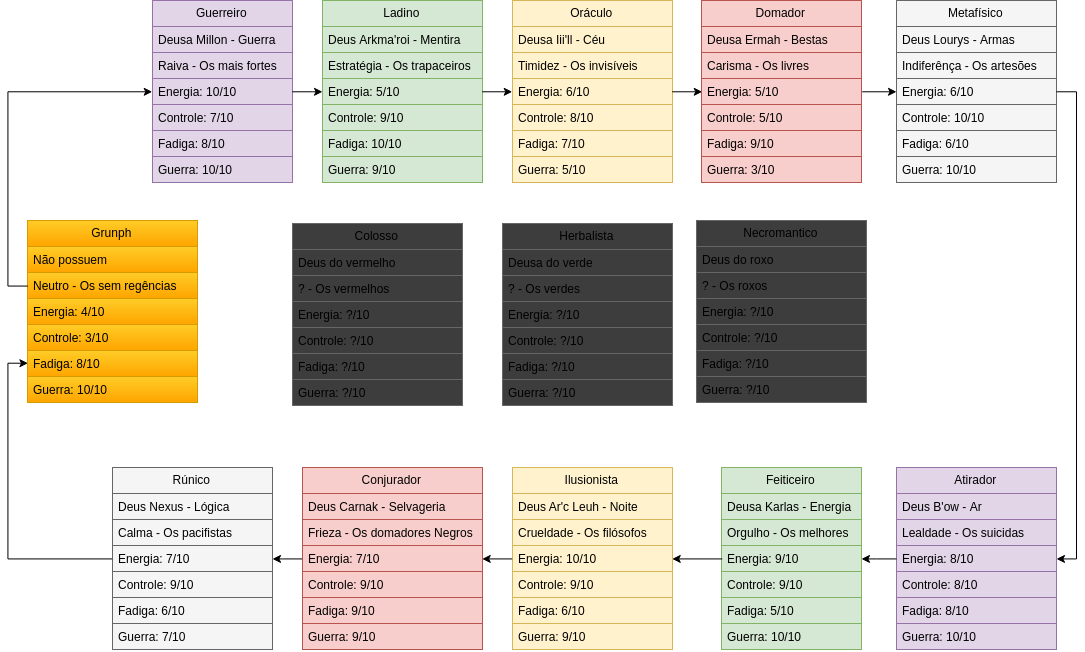 Guerreiro
Deusa Millon - Guerra
Raiva - Os mais fortes
Energia: 10/10
Controle: 7/10
Fadiga: 8/10
Guerra: 10/10
Ladino
Deus Arkma'roi - Mentira
Estratégia - Os trapaceiros
Energia: 5/10
Controle: 9/10
Fadiga: 10/10
Guerra: 9/10
Oráculo
Deusa Iii'll - Céu
Timidez - Os invisíveis
Energia: 6/10
Controle: 8/10
Fadiga: 7/10
Guerra: 5/10
Domador
Deusa Ermah - Bestas
Carisma - Os livres
Energia: 5/10
Controle: 5/10
Fadiga: 9/10
Guerra: 3/10
Metafísico
Deus Lourys - Armas
Indiferênça - Os artesões
Energia: 6/10
Controle: 10/10
Fadiga: 6/10
Guerra: 10/10
Grunph
Não possuem
Neutro - Os sem regências
Energia: 4/10
Controle: 3/10
Fadiga: 8/10
Guerra: 10/10
Colosso
Deus do vermelho
? - Os vermelhos
Energia: ?/10
Controle: ?/10
Fadiga: ?/10
Guerra: ?/10
Herbalista
Deusa do verde
? - Os verdes
Energia: ?/10
Controle: ?/10
Fadiga: ?/10
Guerra: ?/10
Necromantico
Deus do roxo
? - Os roxos
Energia: ?/10
Controle: ?/10
Fadiga: ?/10
Guerra: ?/10
Rúnico
Deus Nexus - Lógica
Calma - Os pacifistas
Energia: 7/10
Controle: 9/10
Fadiga: 6/10
Guerra: 7/10
Conjurador
Deus Carnak - Selvageria
Frieza - Os domadores Negros
Energia: 7/10
Controle: 9/10
Fadiga: 9/10
Guerra: 9/10
Ilusionista
Deus Ar'c Leuh - Noite
Crueldade - Os filósofos
Energia: 10/10
Controle: 9/10
Fadiga: 6/10
Guerra: 9/10
Feiticeiro
Deusa Karlas - Energia
Orgulho - Os melhores
Energia: 9/10
Controle: 9/10
Fadiga: 5/10
Guerra: 10/10
Atirador
Deus B'ow - Ar
Lealdade - Os suicidas
Energia: 8/10
Controle: 8/10
Fadiga: 8/10
Guerra: 10/10